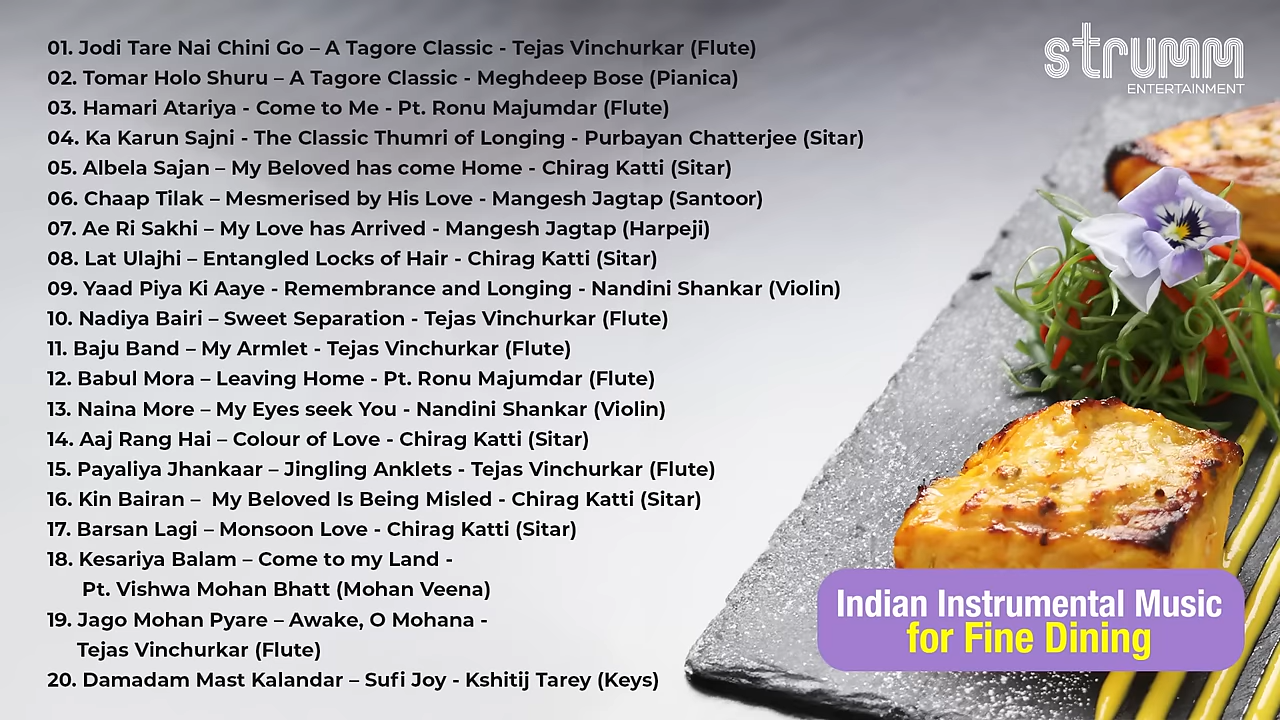 01. Jodi Tare Nai Chini Go – A Tagore Classic - Tejas Vinchurkar (Flute)
02. Tomar Holo Shuru – A Tagore Classic - Meghdeep Bose (Pianica)
03. Hamari Atariya - Come to Me - Pt. Ronu Majumdar (Flute)
04. Ka Karun Sajni - The Classic Thumri of Longing - Purbayan Chatterjee (Sitar)
05. Albela Sajan – My Beloved has come Home - Chirag Katti (Sitar)
06. Chaap Tilak – Mesmerised by His Love - Mangesh Jagtap (Santoor)
07. Ae Ri Sakhi – My Love has Arrived - Mangesh Jagtap (Harpeji)
08. Lat Ulajhi – Entangled Locks of Hair - Chirag Katti (Sitar)
09. Yaad Piya Ki Aaye - Remembrance and Longing - Nandini Shankar (Violin)
10. Nadiya Bairi – Sweet Separation - Tejas Vinchurkar (Flute)
11. Baju Band – My Armlet - Tejas Vinchurkar (Flute)
12. Babul Mora – Leaving Home - Pt. Ronu Majumdar (Flute)
13. Naina More – My Eyes seek You - Nandini Shankar (Violin)
14. Aaj Rang Hai – Colour of Love - Chirag Katti (Sitar)
15. Payaliya Jhankaar – Jingling Anklets - Tejas Vinchurkar (Flute)
16. Kin Bairan –  My Beloved Is Being Misled - Chirag Katti (Sitar)
17. Barsan Lagi – Monsoon Love - Chirag Katti (Sitar)
18. Kesariya Balam – Come to my Land -
Pt. Vishwa Mohan Bhatt (Mohan Veena)
19. Jago Mohan Pyare – Awake, O Mohana -
Tejas Vinchurkar (Flute)
20. Damadam Mast Kalandar – Sufi Joy - Kshitij Tarey (Keys)
strumm
ENTERTAINMENT
Indian Instrumental Music
for Fine Dining